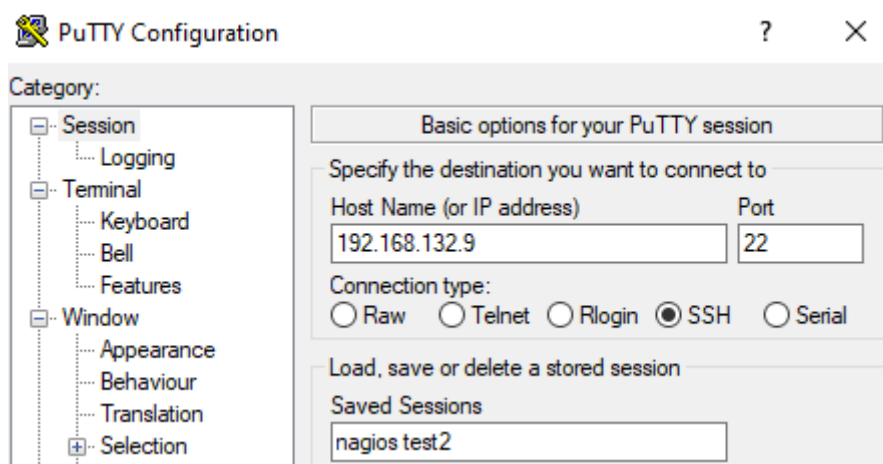 PuTTY Configuration
?
Category:
Session
Logging
Terminal
Keyboard
Bell
Features
Window
Appearance
Behaviour
Translation
Selection
Basic options for your PuTTY session
Specify the destination you want to connect to
Host Name (or IP address) Port
192.168.132.9 22
Connection type:
Raw Telnet Rlogin SSH Serial
Load, save or delete a stored session
Saved Sessions
nagios test2